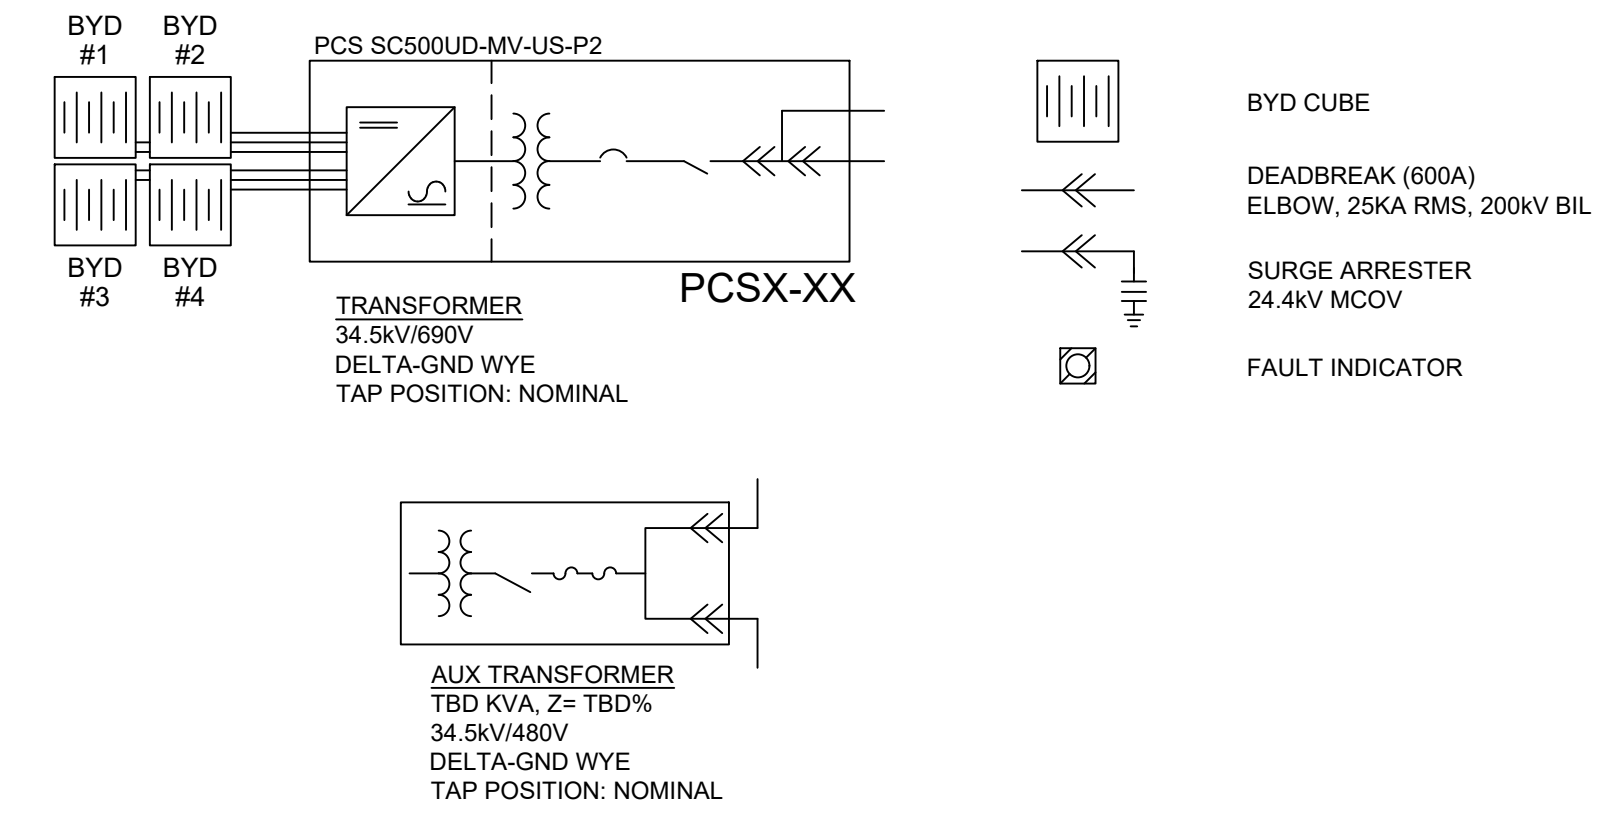 BYD
#1
BYD
#2
PCS SC500UD-MV-US-P2
BYD
#3
BYD
#4
PCSX-XX
TRANSFORMER
34.5kV/690V
DELTA-GND WYE
TAP POSITION: NOMINAL
BYD CUBE
DEADBREAK (600A)
ELBOW, 25KA RMS, 200kV BIL
SURGE ARRESTER
24.4kV MCOV
FAULT INDICATOR
AUX TRANSFORMER
TBD KVA, Z= TBD%
34.5kV/480V
DELTA-GND WYE
TAP POSITION: NOMINAL